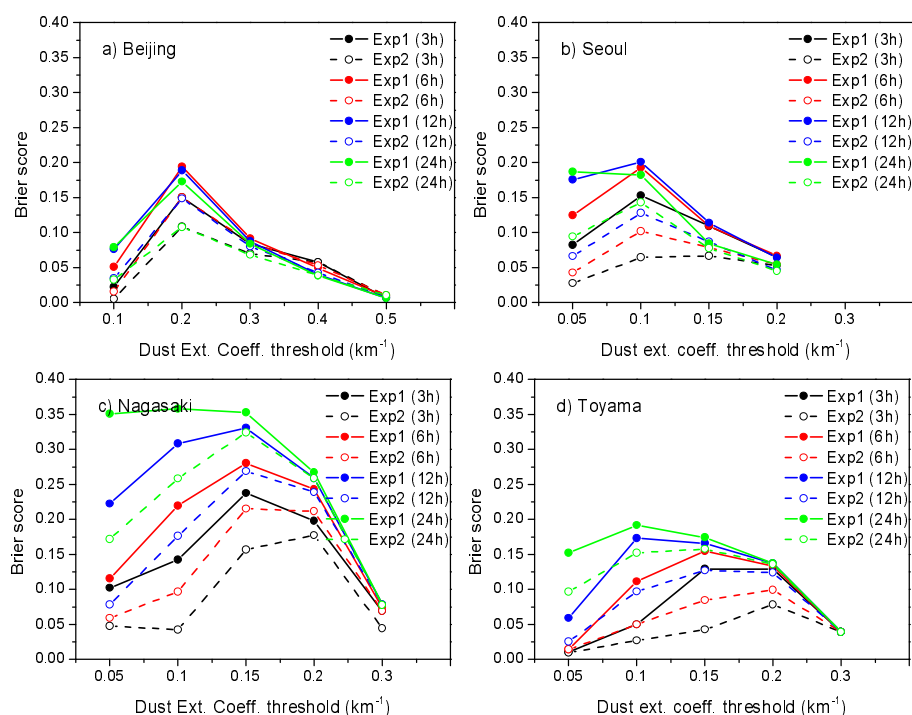 a) Beijing
Exp1 (3h)
Exp2 (3h)
Exp1 (6h)
Exp2 (6h)
Exp1 (12h)
Exp2 (12h)
Exp1 (24h)
Exp2 (24h)
0.40
0.35
0.30
0.25
0.20
0.15
0.10
0.05
0.00
Brier score
0.1 0.2 0.3 0.4 0.5
Dust Ext. Coeff. threshold (km⁻¹)
b) Seoul
Exp1 (3h)
Exp2 (3h)
Exp1 (6h)
Exp2 (6h)
Exp1 (12h)
Exp2 (12h)
Exp1 (24h)
Exp2 (24h)
0.40
0.35
0.30
0.25
0.20
0.15
0.10
0.05
0.00
Brier score
0.05 0.1 0.15 0.2 0.3
Dust ext. coeff. threshold (km⁻¹)
c) Nagasaki
Exp1 (3h)
Exp2 (3h)
Exp1 (6h)
Exp2 (6h)
Exp1 (12h)
Exp2 (12h)
Exp1 (24h)
Exp2 (24h)
0.40
0.35
0.30
0.25
0.20
0.15
0.10
0.05
0.00
Brier score
0.05 0.1 0.15 0.2 0.3
Dust Ext. Coeff. threshold (km⁻¹)
d) Toyama
Exp1 (3h)
Exp2 (3h)
Exp1 (6h)
Exp2 (6h)
Exp1 (12h)
Exp2 (12h)
Exp1 (24h)
Exp2 (24h)
0.40
0.35
0.30
0.25
0.20
0.15
0.10
0.05
0.00
Brier score
0.05 0.1 0.15 0.2 0.3
Dust ext. coeff. threshold (km⁻¹)